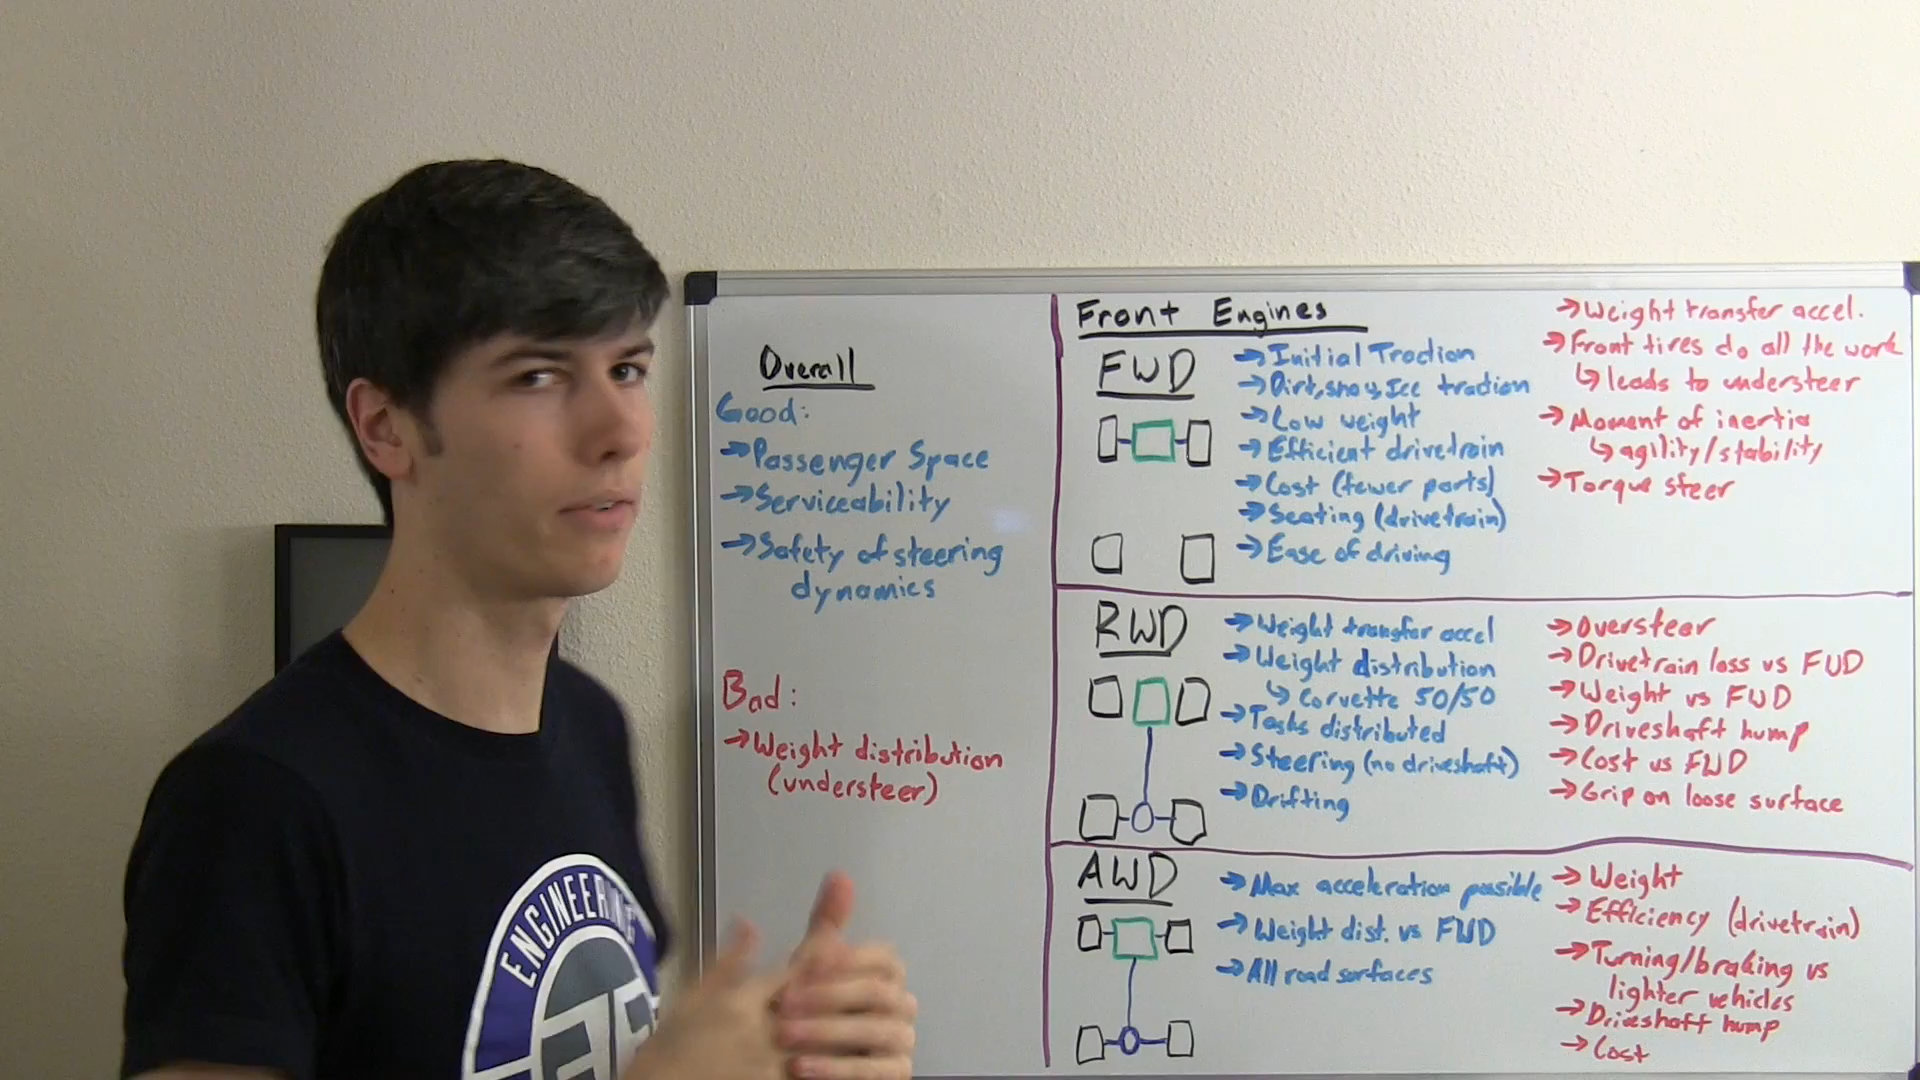 Overall
Good:
→Passenger Space
→Serviceability
→Safety of steering
dynamics
Bad:
→Weight distribution
(understeer)
Front Engines
FWD
→Initial Traction
→Dirt, snow, Ice traction
→Low weight
→Efficient drivetrain
→Cost (fewer parts)
→Seating (drivetrain)
→Ease of driving
→Weight transfer accel.
→Front tires do all the work
↳leads to understeer
→Moment of inertia
↳agility/stability
→Torque steer
RWD
→Weight transfer accel
→Weight distribution
↳Corvette 50/50
→Tasks distributed
→Steering (no driveshaft)
→Drifting
→Oversteer
→Drivetrain loss vs FWD
→Weight vs FWD
→Driveshaft hump
→Cost vs FWD
→Grip on loose surface
AWD
→Max acceleration possible
→Weight dist. vs FWD
→All road surfaces
→Weight
→Efficiency (drivetrain)
→Turning/braking vs
lighter vehicles
→Driveshaft hump
→Cost
ENGINEERING